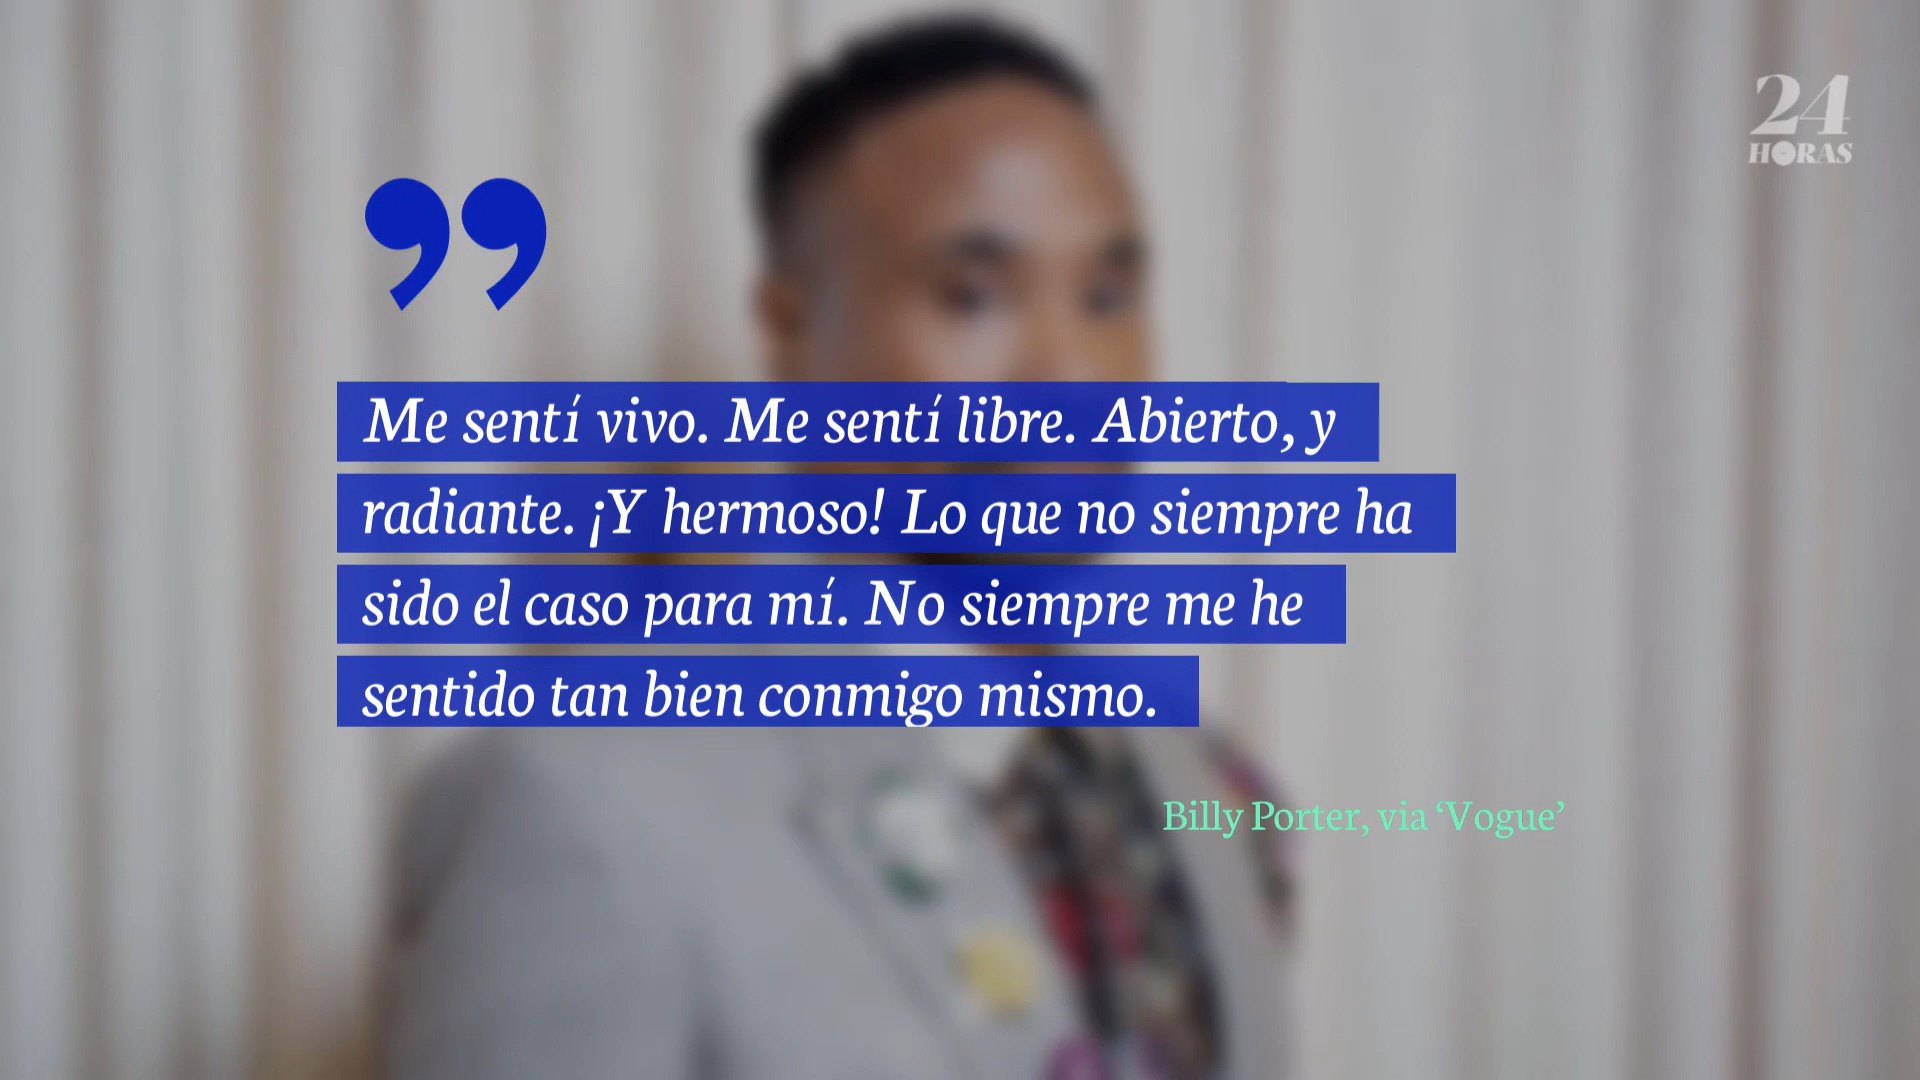 24
HORAS
”
Me sentí vivo. Me sentí libre. Abierto, y
radiante. ¡Y hermoso! Lo que no siempre ha
sido el caso para mí. No siempre me he
sentido tan bien conmigo mismo.
Billy Porter, via ‘Vogue’